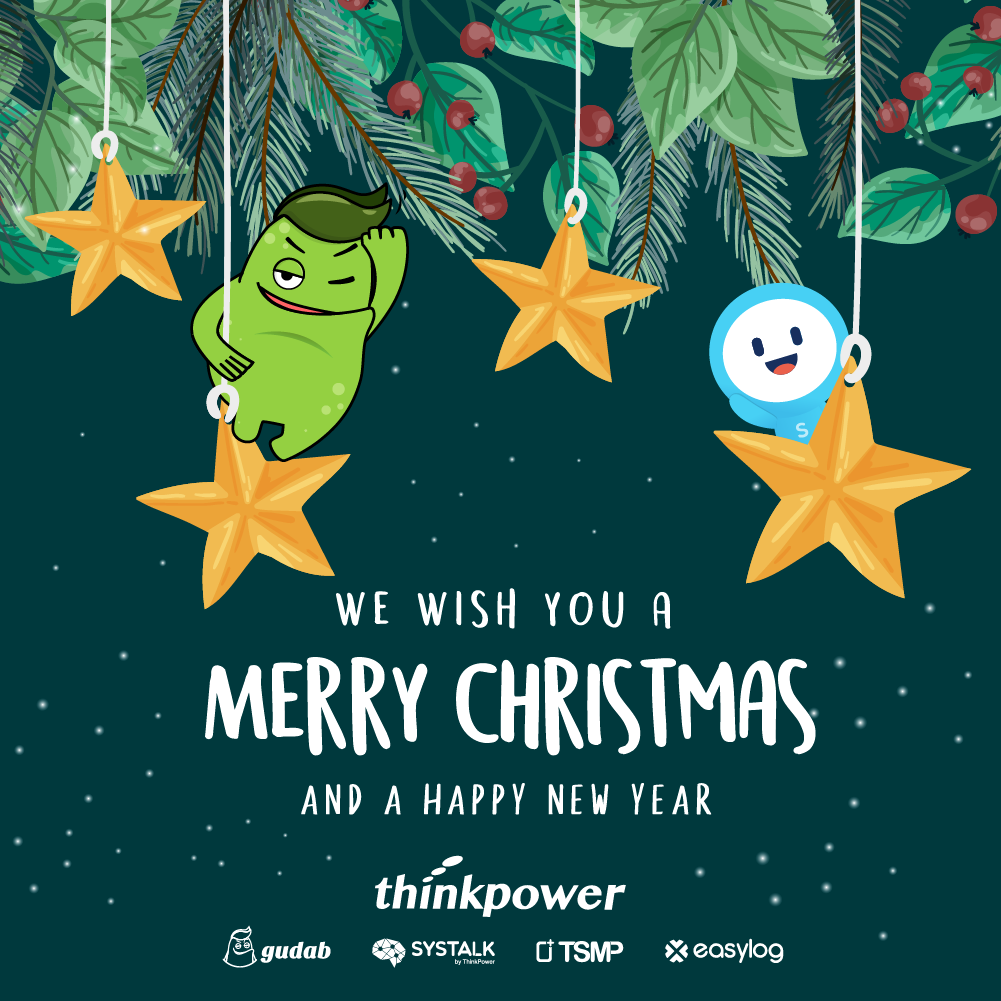 S
WE WISH YOU A
MERRY CHRISTMAS
AND A HAPPY NEW YEAR
thinkpower
gudab
SYSTALK
by ThinkPower
TSMP
easylog